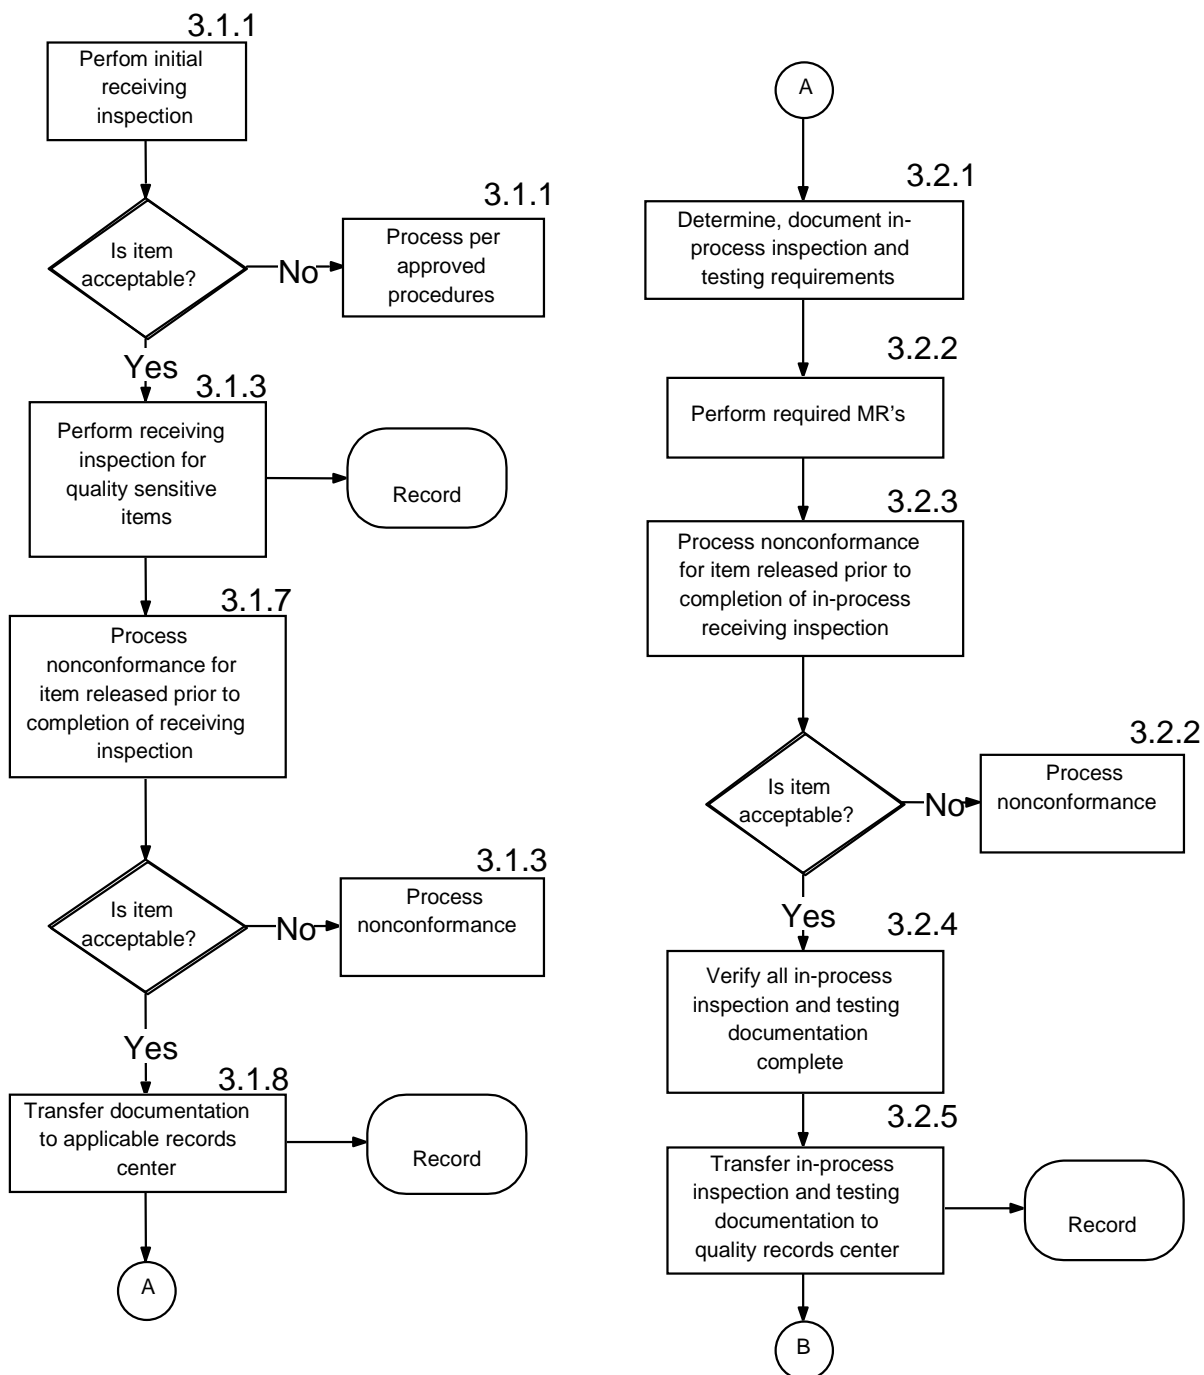 3.1.1
Perfom initial
receiving
inspection
Is item
acceptable?
No
3.1.1
Process per
approved
procedures
Yes
3.1.3
Perform receiving
inspection for
quality sensitive
items
Record
3.1.7
Process
nonconformance for
item released prior to
completion of receiving
inspection
Is item
acceptable?
No
3.1.3
Process
nonconformance
Yes
3.1.8
Transfer documentation
to applicable records
center
Record
A
A
3.2.1
Determine, document in-
process inspection and
testing requirements
3.2.2
Perform required MR's
3.2.3
Process nonconformance
for item released prior to
completion of in-process
receiving inspection
Is item
acceptable?
No
3.2.2
Process
nonconformance
Yes
3.2.4
Verify all in-process
inspection and testing
documentation
complete
3.2.5
Transfer in-process
inspection and testing
documentation to
quality records center
Record
B